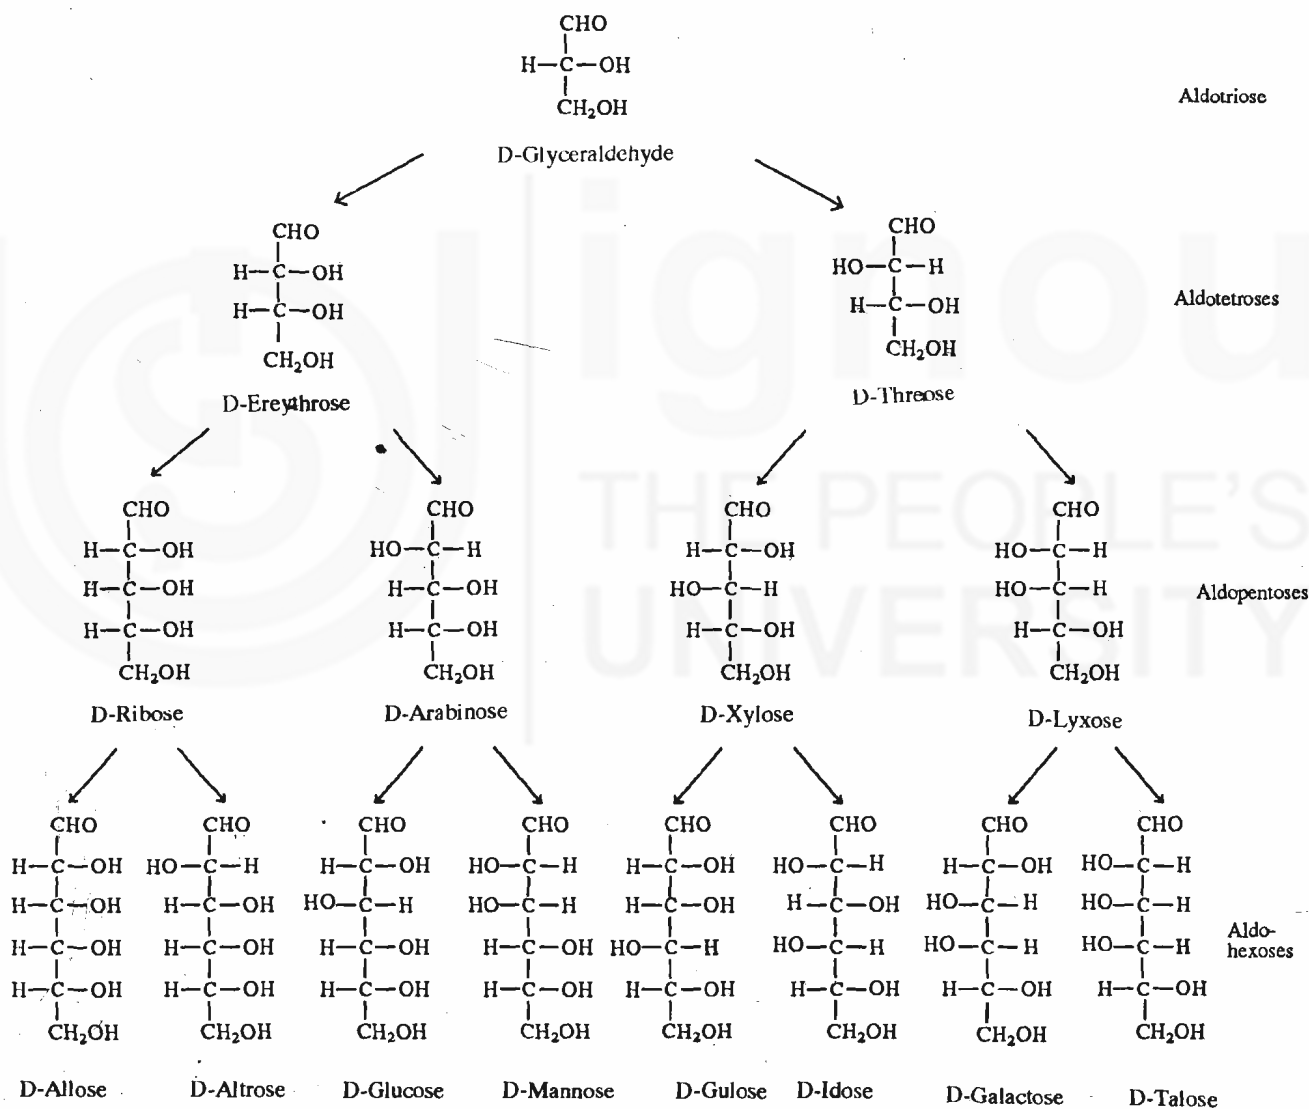 CHO
H—C—OH
CH₂OH
D-Glyceraldehyde
Aldotriose
ignou
THE PEOPLE'S
UNIVERSITY
CHO
H—C—OH
H—C—OH
CH₂OH
D-Ereythrose
CHO
HO—C—H
H—C—OH
CH₂OH
D-Threose
Aldotetroses
CHO
H—C—OH
H—C—OH
H—C—OH
CH₂OH
D-Ribose
CHO
HO—C—H
H—C—OH
H—C—OH
CH₂OH
D-Arabinose
CHO
H—C—OH
HO—C—H
H—C—OH
CH₂OH
D-Xylose
CHO
HO—C—H
HO—C—H
H—C—OH
CH₂OH
D-Lyxose
Aldopentoses
CHO
H—C—OH
H—C—OH
H—C—OH
H—C—OH
CH₂OH
D-Allose
CHO
HO—C—H
H—C—OH
H—C—OH
H—C—OH
CH₂OH
D-Altrose
CHO
H—C—OH
HO—C—H
H—C—OH
H—C—OH
CH₂OH
D-Glucose
CHO
HO—C—H
HO—C—H
H—C—OH
H—C—OH
CH₂OH
D-Mannose
CHO
H—C—OH
H—C—OH
HO—C—H
H—C—OH
CH₂OH
D-Gulose
CHO
HO—C—H
H—C—OH
HO—C—H
H—C—OH
CH₂OH
D-Idose
CHO
H—C—OH
HO—C—H
HO—C—H
H—C—OH
CH₂OH
D-Galactose
CHO
HO—C—H
HO—C—H
HO—C—H
H—C—OH
CH₂OH
D-Talose
Aldo-
hexoses